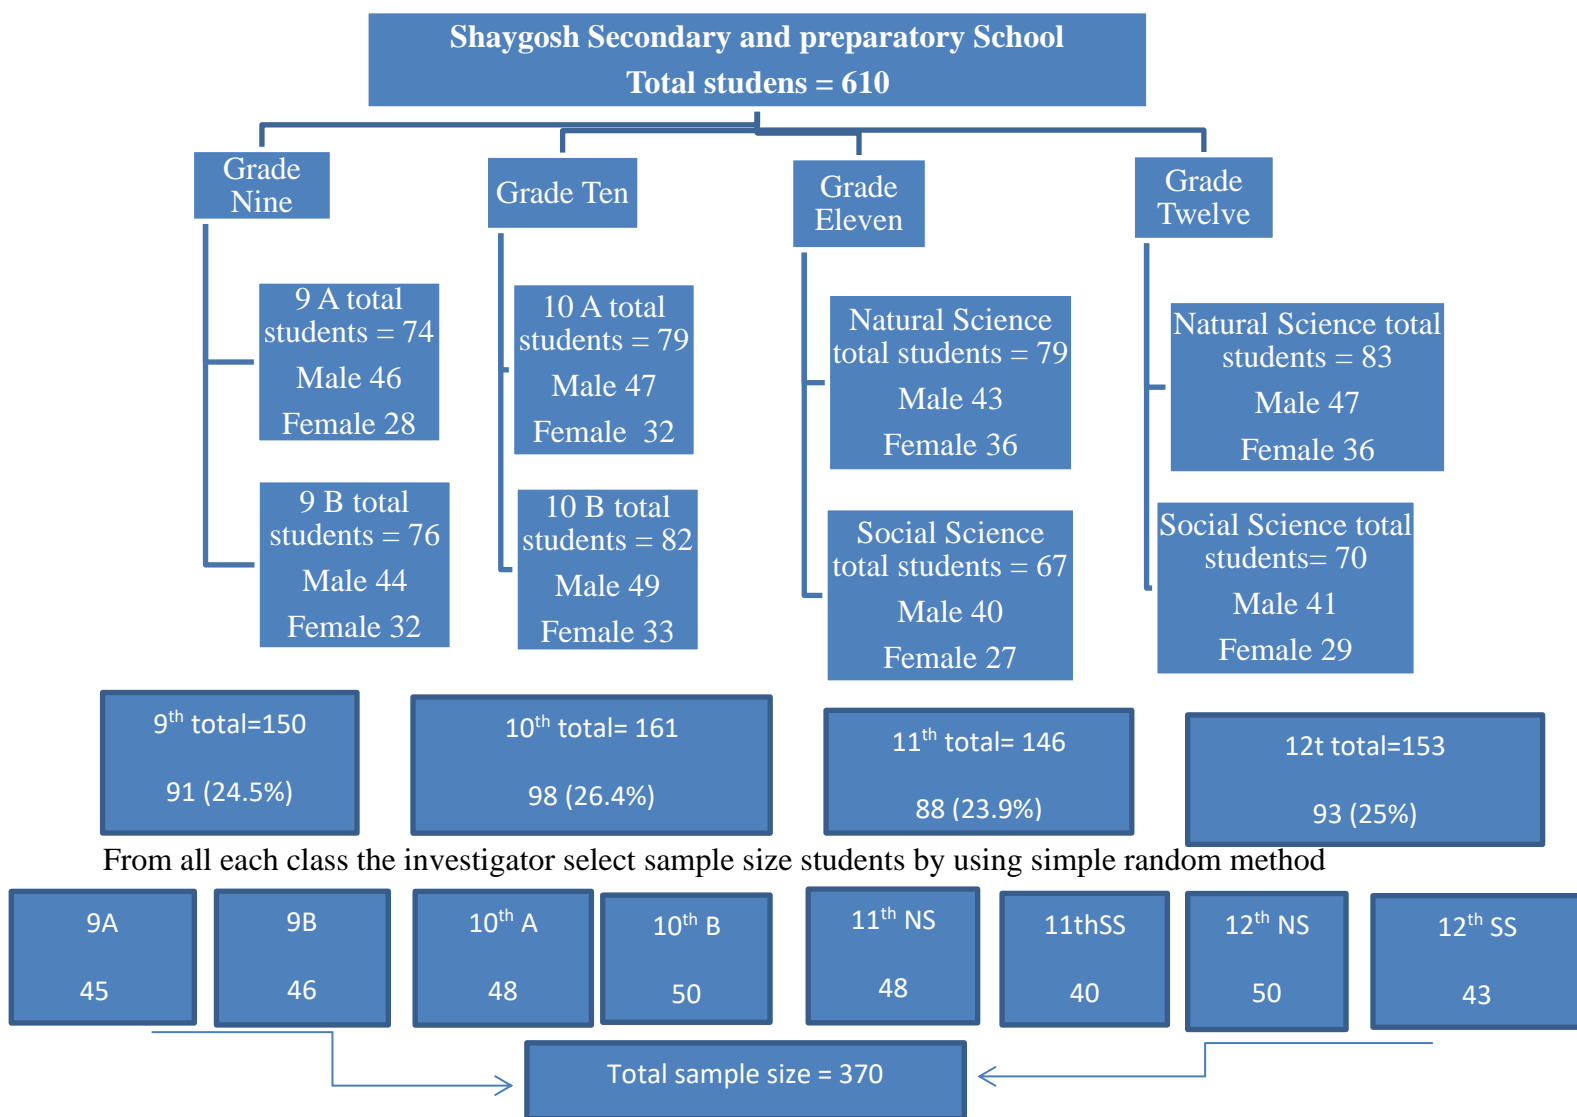 Shaygosh Secondary and preparatory School
Total studens = 610
Grade
Nine
Grade Ten
Grade
Eleven
Grade
Twelve
9 A total
students = 74
Male 46
Female 28
10 A total
students = 79
Male 47
Female 32
Natural Science
total students = 79
Male 43
Female 36
Natural Science total
students = 83
Male 47
Female 36
9 B total
students = 76
Male 44
Female 32
10 B total
students = 82
Male 49
Female 33
Social Science
total students = 67
Male 40
Female 27
Social Science total
students= 70
Male 41
Female 29
9th total=150
91 (24.5%)
10th total= 161
98 (26.4%)
11th total= 146
88 (23.9%)
12t total=153
93 (25%)
From all each class the investigator select sample size students by using simple random method
9A
45
9B
46
10th A
48
10th B
50
11th NS
48
11thSS
40
12th NS
50
12th SS
43
Total sample size = 370